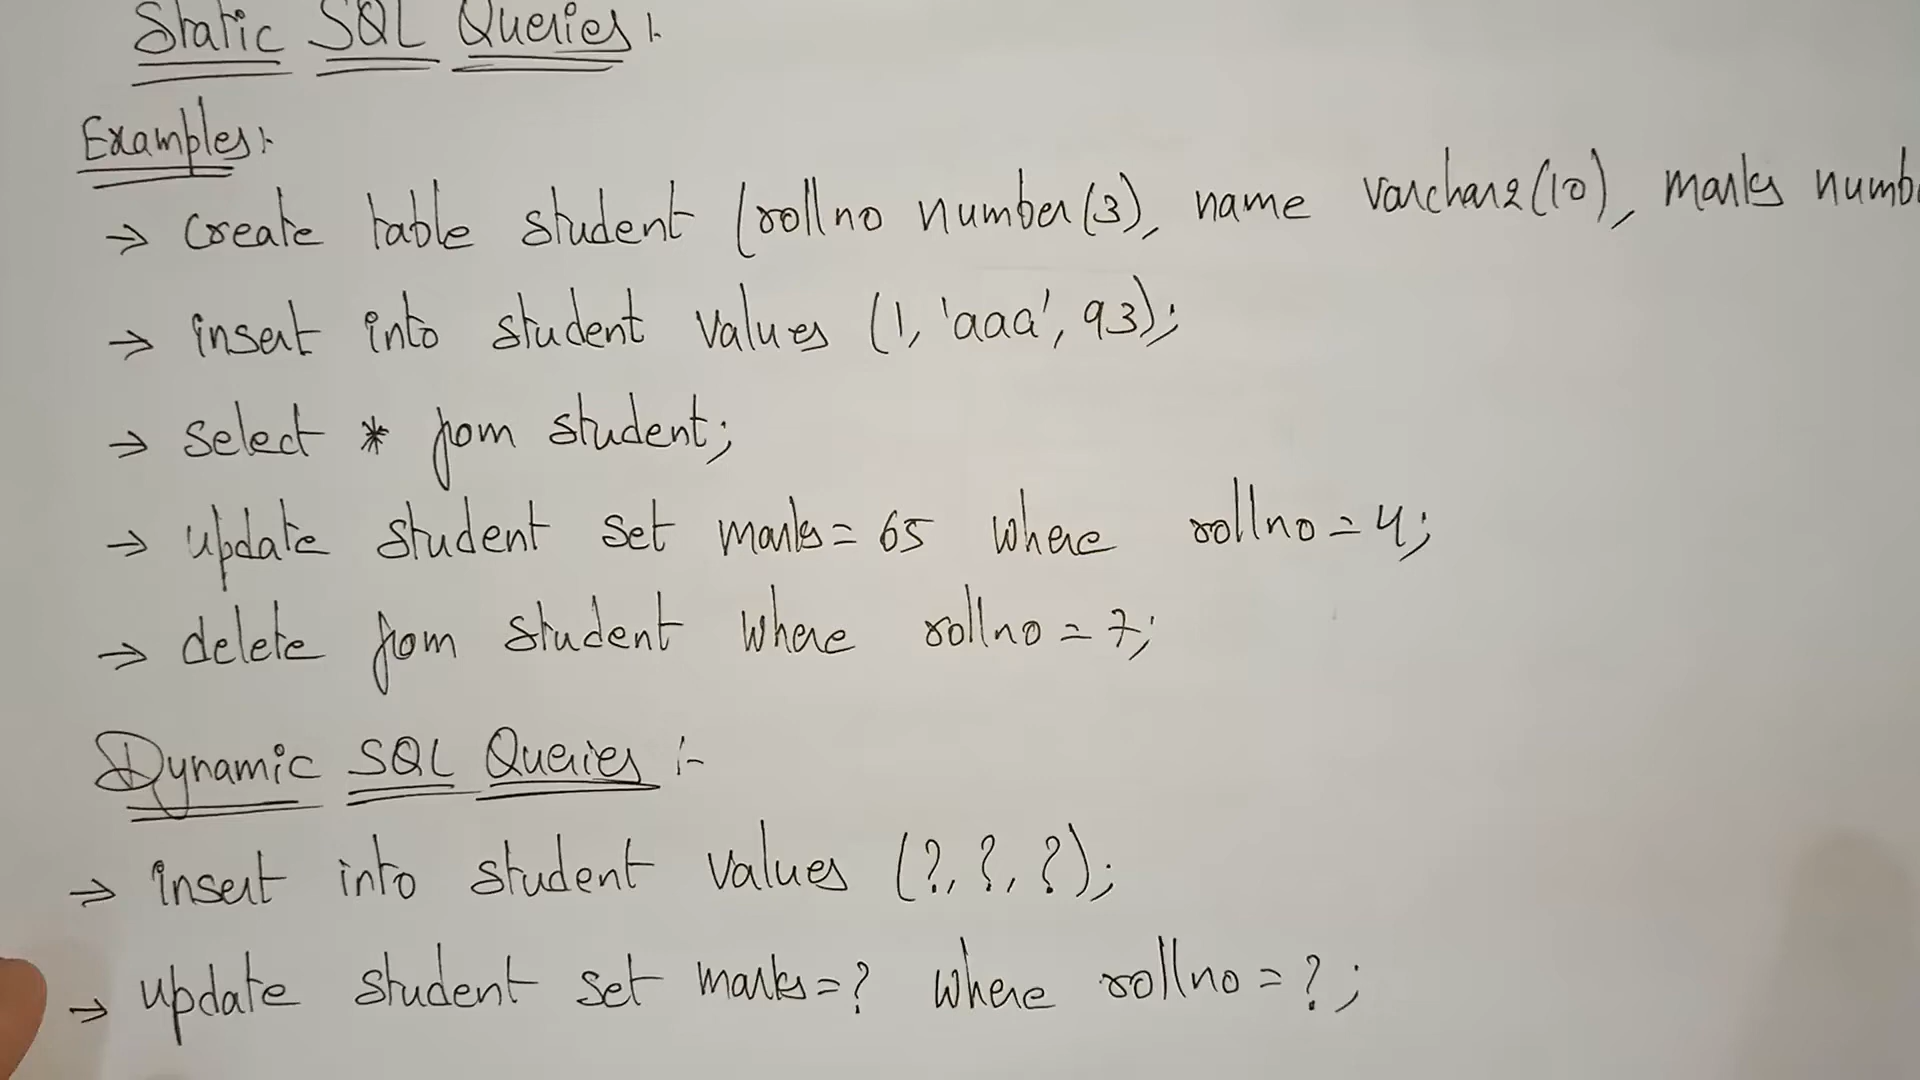 Static SQL Queries :-
Examples :-
→ create table student (rollno number(3), name varchar2(10), marks numb
→ insert into student values (1, 'aaa', 93);
→ select * from student;
→ update student set marks = 65 where rollno = 4;
→ delete from student where rollno = 7;
Dynamic SQL Queries :-
→ insert into student values (?, ?, ?);
→ update student set marks = ? where rollno = ? ;